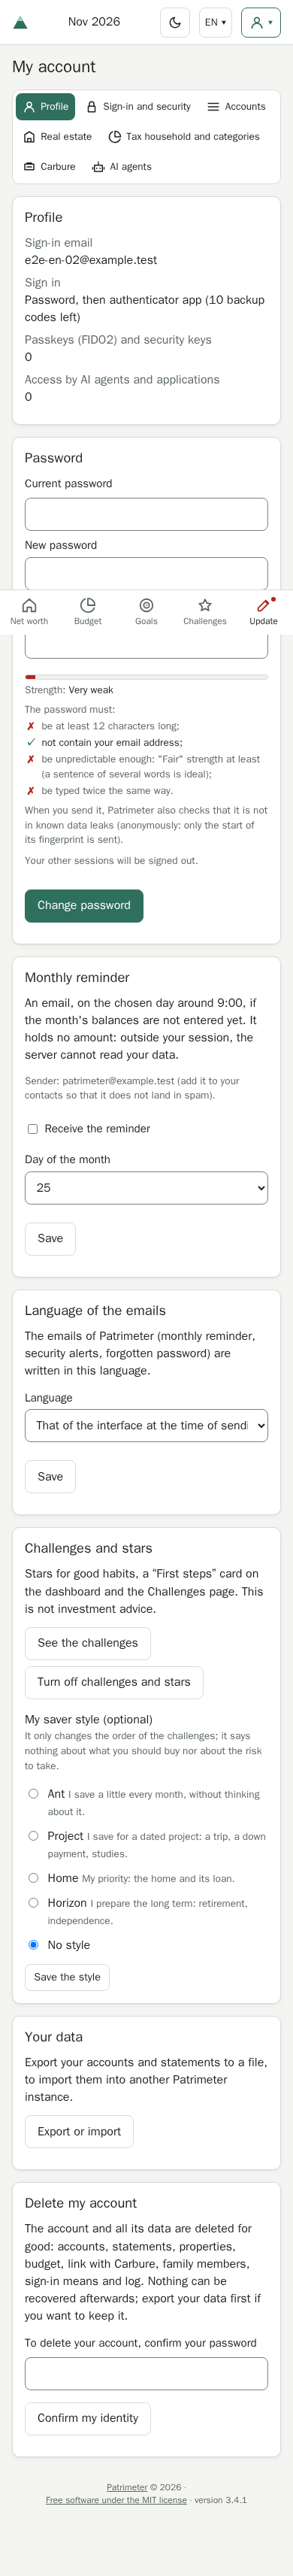 Nov 2026
EN ▾
▾
My account
Profile
Sign-in and security
Accounts
Real estate
Tax household and categories
Carbure
AI agents
Profile
Sign-in email
e2e-en-02@example.test
Sign in
Password, then authenticator app (10 backup
codes left)
Passkeys (FIDO2) and security keys
0
Access by AI agents and applications
0
Password
Current password
New password
Net worth
Budget
Goals
Challenges
Update
Strength: Very weak
The password must:
✗ be at least 12 characters long;
✓ not contain your email address;
✗ be unpredictable enough: "Fair" strength at least
(a sentence of several words is ideal);
✗ be typed twice the same way.
When you send it, Patrimeter also checks that it is not
in known data leaks (anonymously: only the start of
its fingerprint is sent).
Your other sessions will be signed out.
Change password
Monthly reminder
An email, on the chosen day around 9:00, if
the month's balances are not entered yet. It
holds no amount: outside your session, the
server cannot read your data.
Sender: patrimeter@example.test (add it to your
contacts so that it does not land in spam).
Receive the reminder
Day of the month
25
Save
Language of the emails
The emails of Patrimeter (monthly reminder,
security alerts, forgotten password) are
written in this language.
Language
That of the interface at the time of sendi
Save
Challenges and stars
Stars for good habits, a "First steps" card on
the dashboard and the Challenges page. This
is not investment advice.
See the challenges
Turn off challenges and stars
My saver style (optional)
It only changes the order of the challenges; it says
nothing about what you should buy nor about the risk
to take.
Ant I save a little every month, without thinking
about it.
Project I save for a dated project: a trip, a down
payment, studies.
Home My priority: the home and its loan.
Horizon I prepare the long term: retirement,
independence.
No style
Save the style
Your data
Export your accounts and statements to a file,
to import them into another Patrimeter
instance.
Export or import
Delete my account
The account and all its data are deleted for
good: accounts, statements, properties,
budget, link with Carbure, family members,
sign-in means and log. Nothing can be
recovered afterwards; export your data first if
you want to keep it.
To delete your account, confirm your password
Confirm my identity
Patrimeter © 2026 ·
Free software under the MIT license · version 3.4.1